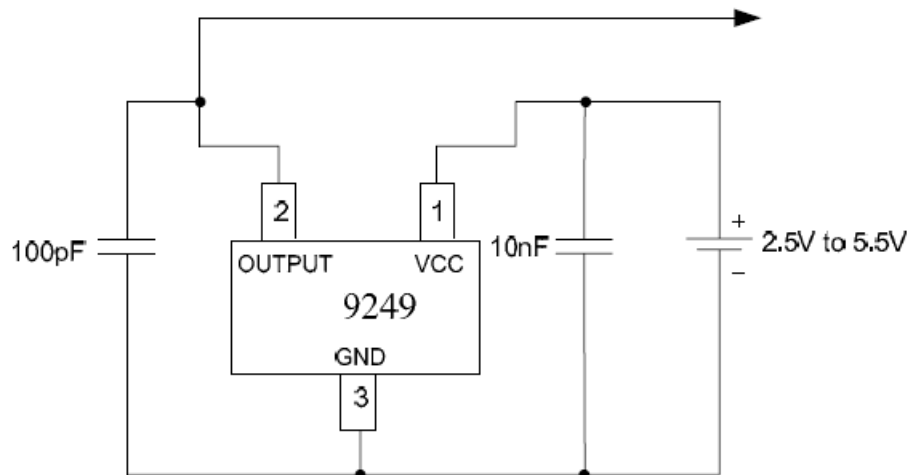 2
1
100pF
OUTPUT
VCC
10nF
+
2.5V to 5.5V
–
9249
GND
3